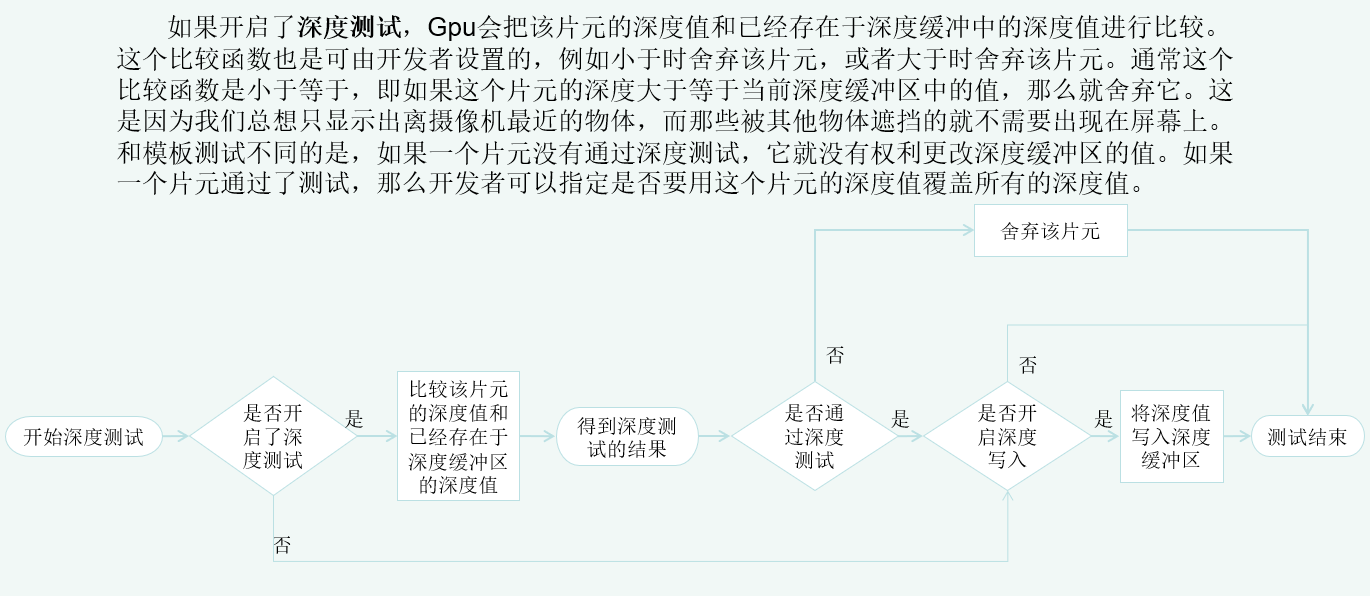 如果开启了深度测试，Gpu会把该片元的深度值和已经存在于深度缓冲中的深度值进行比较。
这个比较函数也是可由开发者设置的，例如小于时舍弃该片元，或者大于时舍弃该片元。通常这个
比较函数是小于等于，即如果这个片元的深度大于等于当前深度缓冲区中的值，那么就舍弃它。这
是因为我们总想只显示出离摄像机最近的物体，而那些被其他物体遮挡的就不需要出现在屏幕上。
和模板测试不同的是，如果一个片元没有通过深度测试，它就没有权利更改深度缓冲区的值。如果
一个片元通过了测试，那么开发者可以指定是否要用这个片元的深度值覆盖所有的深度值。
舍弃该片元
否
否
开始深度测试
是否开
启了深
度测试
是
比较该片元
的深度值和
已经存在于
深度缓冲区
的深度值
得到深度测
试的结果
是否通
过深度
测试
是
是否开
启深度
写入
是
将深度值
写入深度
缓冲区
测试结束
否